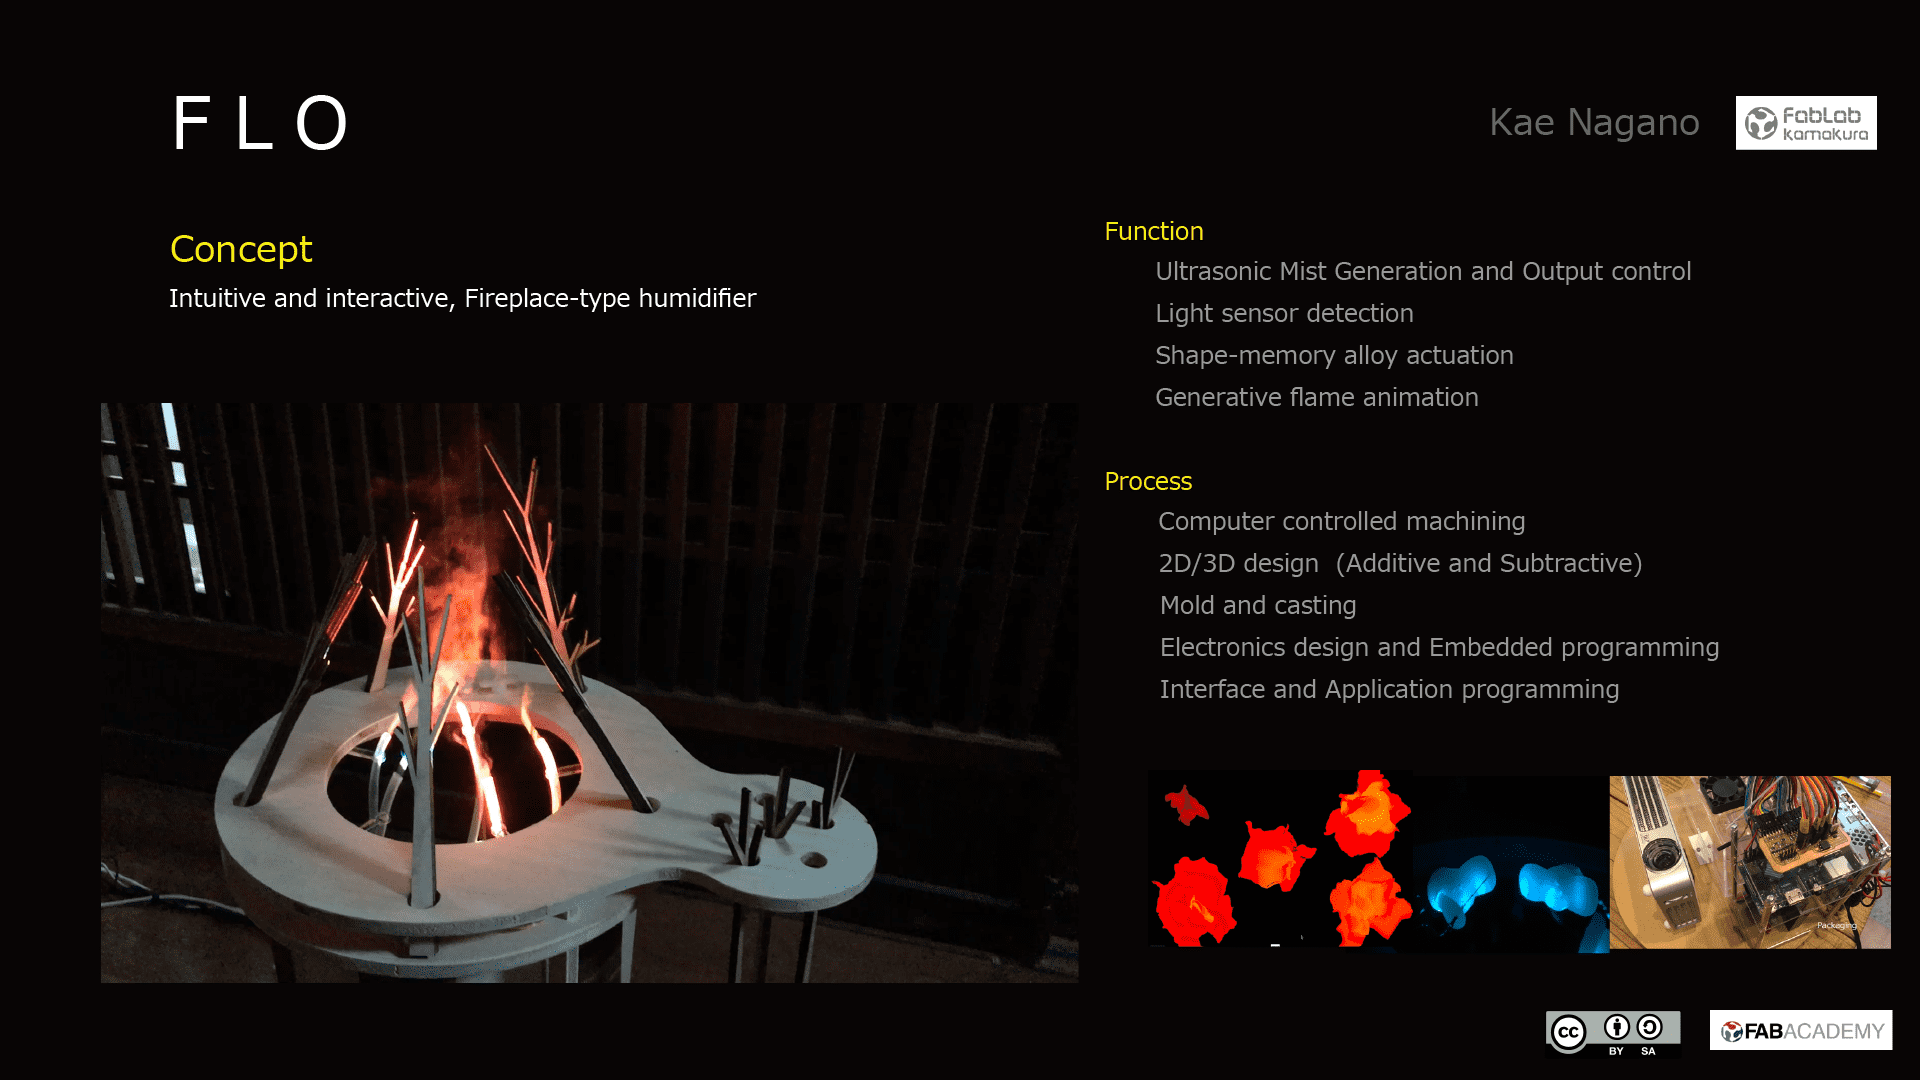 FLO
Kae Nagano
FabLab
kamakura
Concept
Intuitive and interactive, Fireplace-type humidifier
Function
Ultrasonic Mist Generation and Output control
Light sensor detection
Shape-memory alloy actuation
Generative flame animation
Process
Computer controlled machining
2D/3D design (Additive and Subtractive)
Mold and casting
Electronics design and Embedded programming
Interface and Application programming
Packaging
cc
BY SA
FABACADEMY